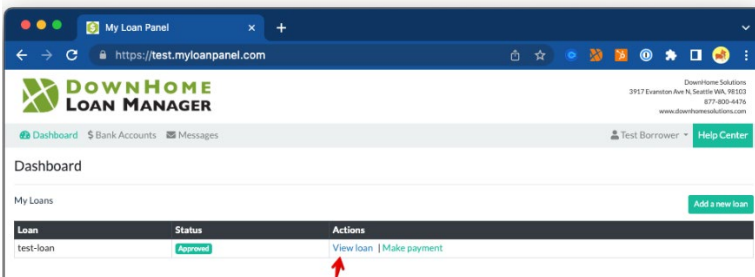 My Loan Panel
https://test.myloanpanel.com
DOWNHOME
LOAN MANAGER
DownHome Solutions
3917 Evanston Ave N, Seattle WA, 98103
877-800-4476
www.downhomesolutions.com
Dashboard $ Bank Accounts Messages
Test Borrower Help Center
Dashboard
My Loans
Add a new loan
Loan Status Actions
test-loan Approved View loan | Make payment